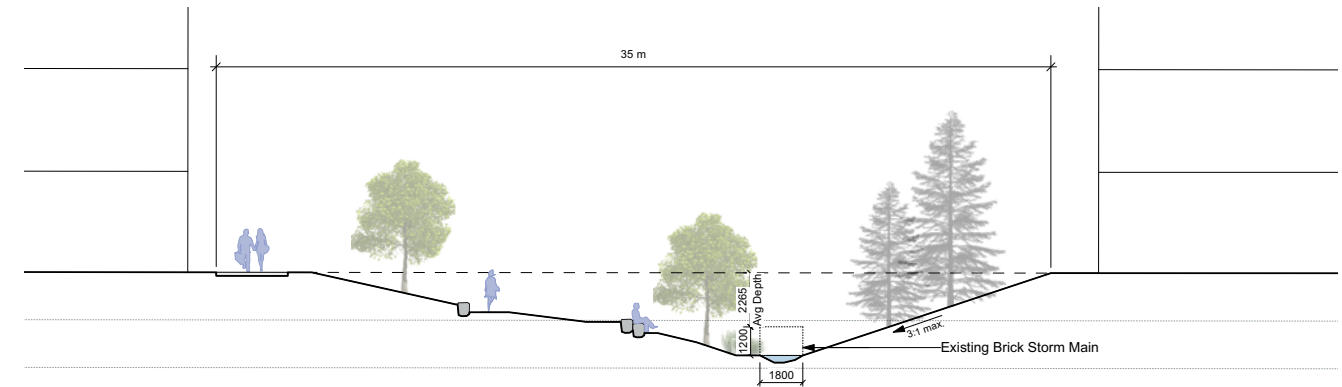 35 m
2265
Avg Depth
1200
3:1 max.
Existing Brick Storm Main
1800